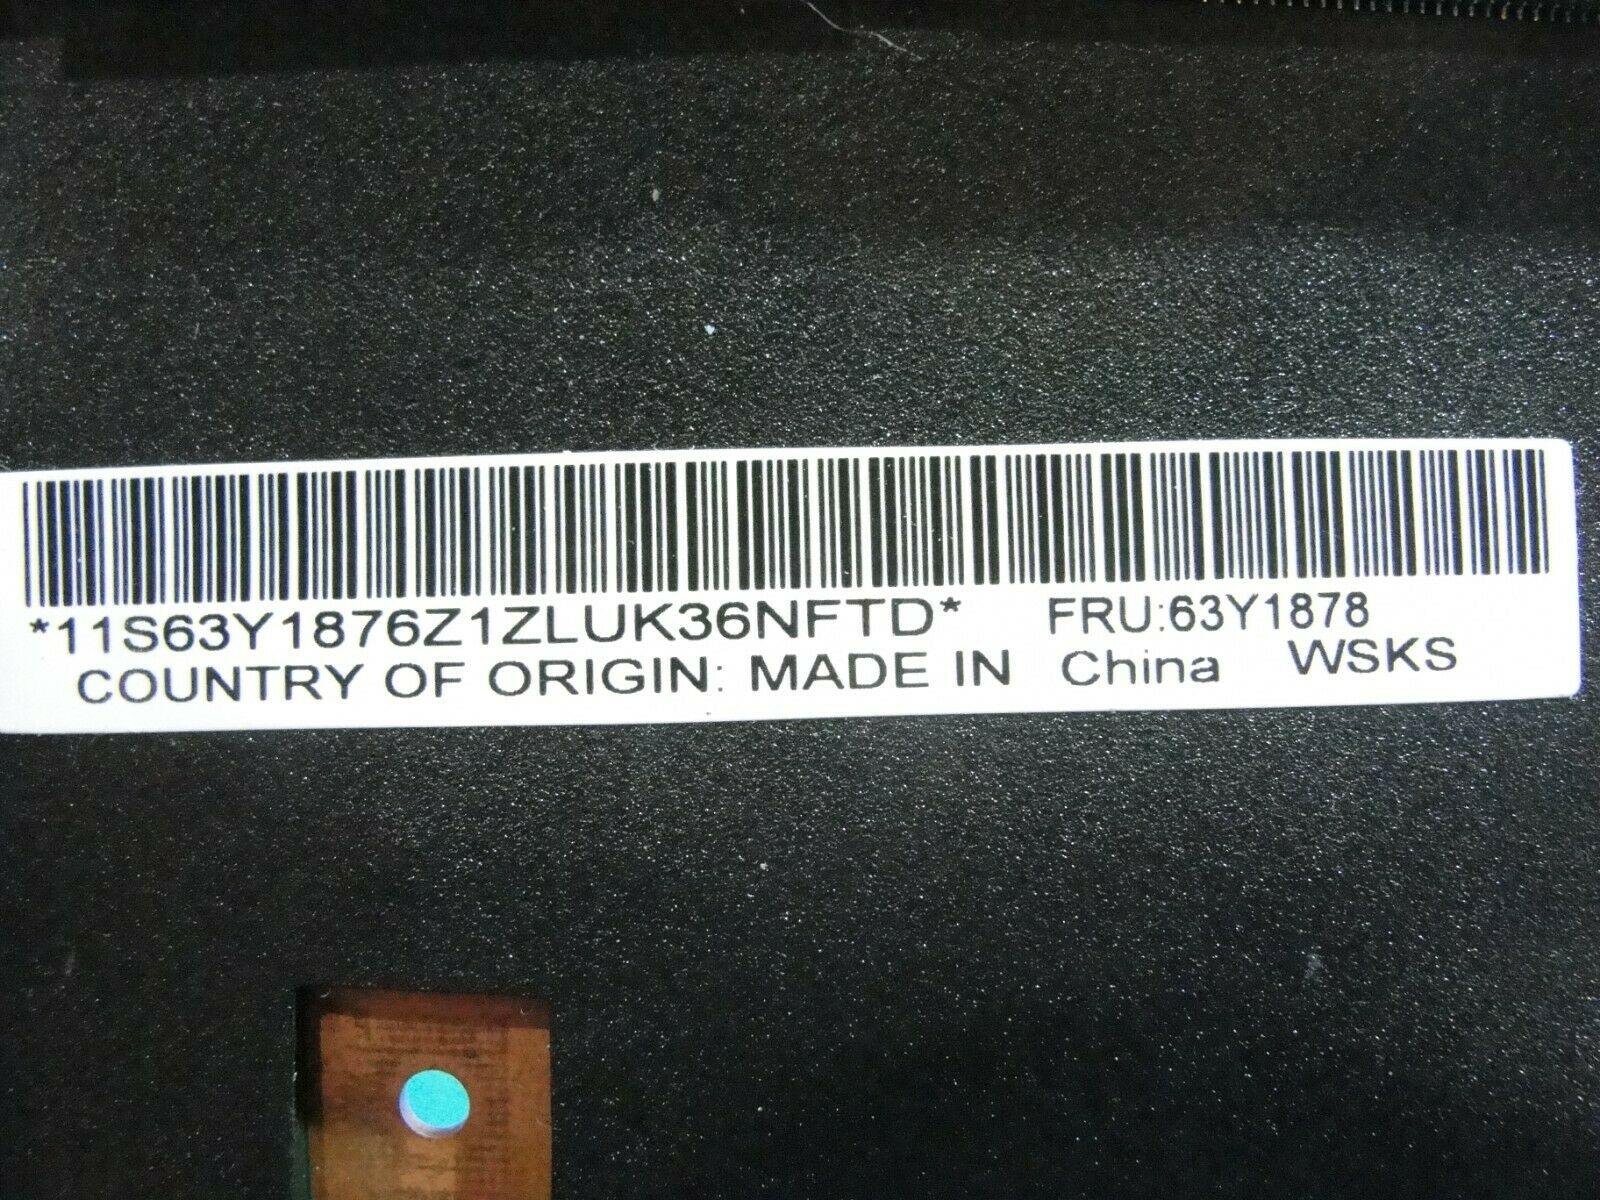 *11S63Y1876Z1ZLUK36NFTD* FRU:63Y1878
COUNTRY OF ORIGIN: MADE IN China WSKS